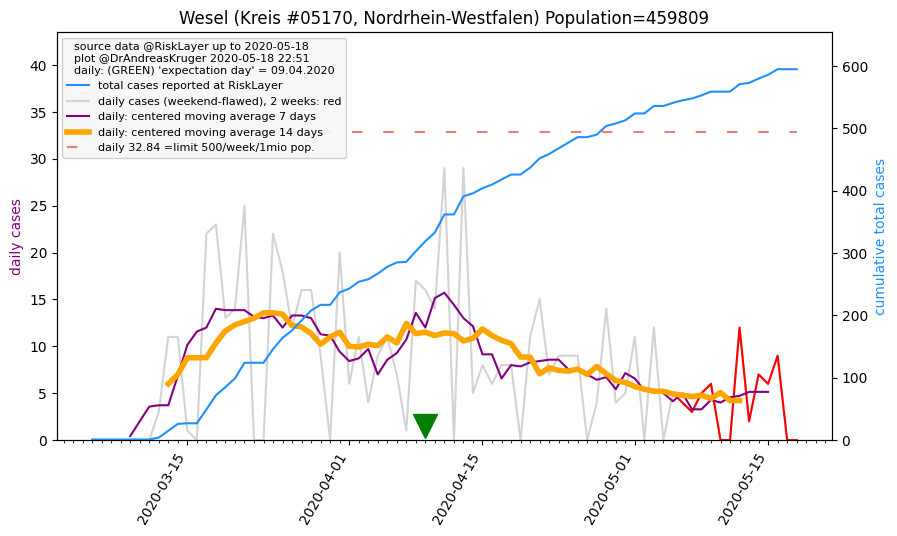 Wesel (Kreis #05170, Nordrhein-Westfalen) Population=459809
source data @RiskLayer up to 2020-05-18
plot @DrAndreasKruger 2020-05-18 22:51
daily: (GREEN) 'expectation day' = 09.04.2020
total cases reported at RiskLayer
daily cases (weekend-flawed), 2 weeks: red
daily: centered moving average 7 days
daily: centered moving average 14 days
daily 32.84 =limit 500/week/1mio pop.
daily cases
40
35
30
25
20
15
10
5
0
cumulative total cases
600
500
400
300
200
100
0
2020-03-15
2020-04-01
2020-04-15
2020-05-01
2020-05-15